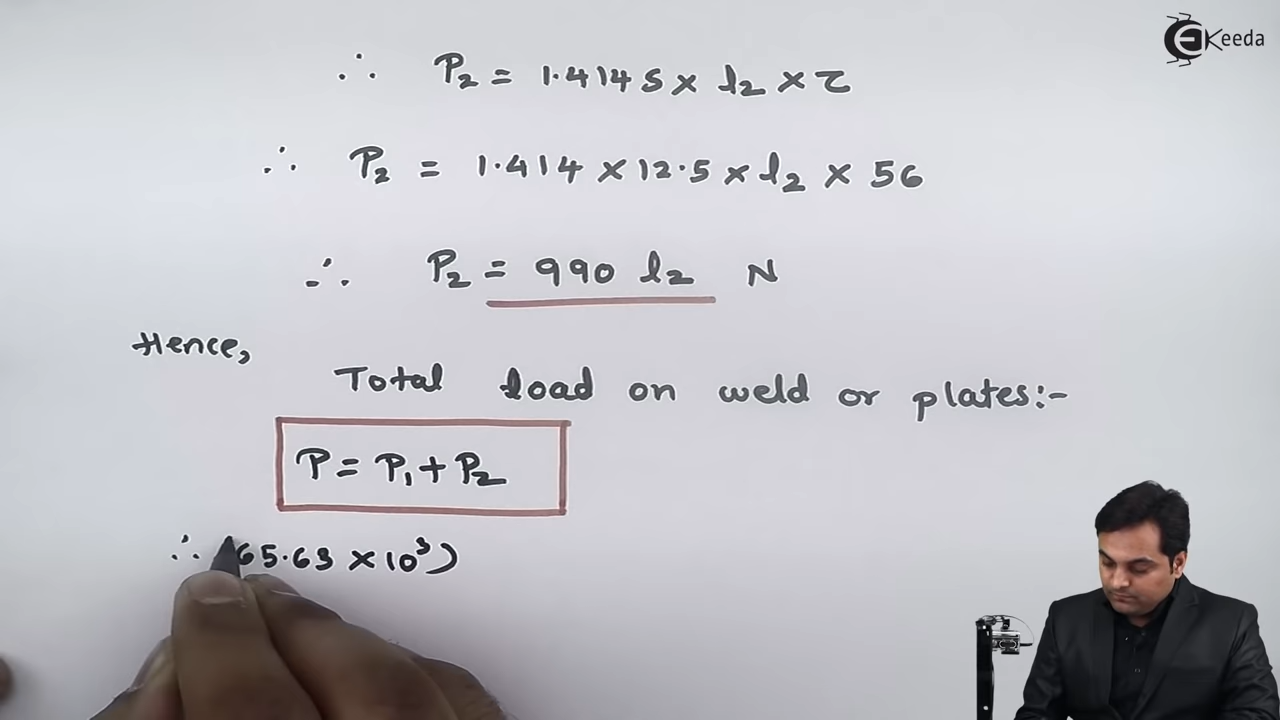 Keeda
∴ P₂ = 1.414 S × l₂ × τ
∴ P₂ = 1.414 × 12.5 × l₂ × 56
∴ P₂ = 990 l₂ N
Hence,
Total load on weld or plates:-
P = P₁ + P₂
∴ 65.63 × 10³)